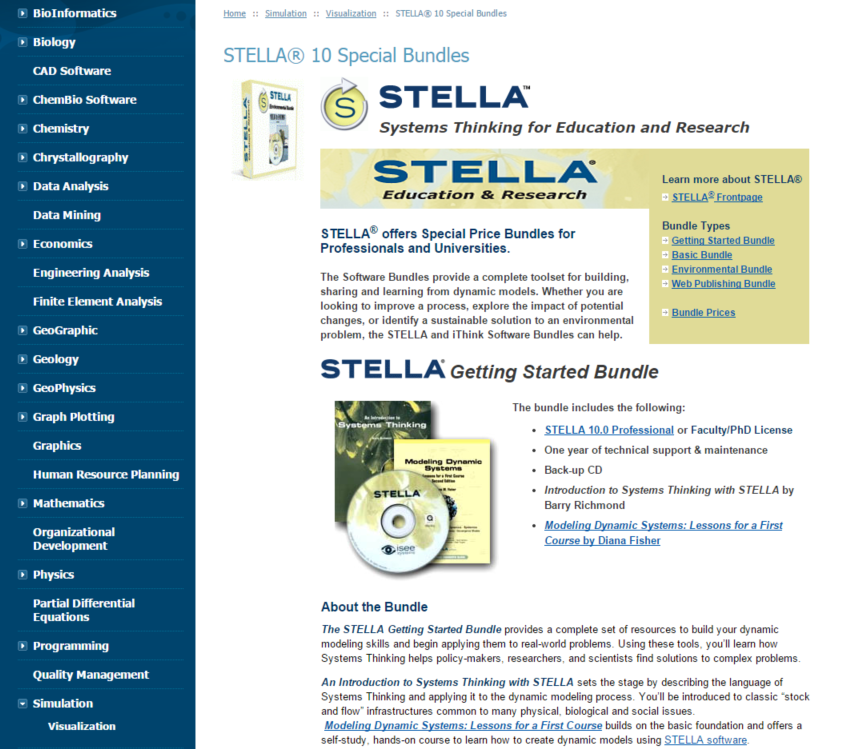 BioInformatics
Biology
CAD Software
ChemBio Software
Chemistry
Chrystallography
Data Analysis
Data Mining
Economics
Engineering Analysis
Finite Element Analysis
GeoGraphic
Geology
GeoPhysics
Graph Plotting
Graphics
Human Resource Planning
Mathematics
Organizational
Development
Physics
Partial Differential
Equations
Programming
Quality Management
Simulation
Visualization
Home :: Simulation :: Visualization :: STELLA® 10 Special Bundles
STELLA® 10 Special Bundles
STELLA
STELLA™
Systems Thinking for Education and Research
STELLA®
Education & Research
Learn more about STELLA®
STELLA® Frontpage
Bundle Types
Getting Started Bundle
Basic Bundle
Environmental Bundle
Web Publishing Bundle
Bundle Prices
STELLA® offers Special Price Bundles for
Professionals and Universities.
The Software Bundles provide a complete toolset for building,
sharing and learning from dynamic models. Whether you are
looking to improve a process, explore the impact of potential
changes, or identify a sustainable solution to an environmental
problem, the STELLA and iThink Software Bundles can help.
STELLA® Getting Started Bundle
An Introduction to
Systems Thinking
Modeling Dynamic
Systems
STELLA
isee
systems
The bundle includes the following:
• STELLA 10.0 Professional or Faculty/PhD License
• One year of technical support & maintenance
• Back-up CD
• Introduction to Systems Thinking with STELLA by
Barry Richmond
• Modeling Dynamic Systems: Lessons for a First
Course by Diana Fisher
About the Bundle
The STELLA Getting Started Bundle provides a complete set of resources to build your dynamic
modeling skills and begin applying them to real-world problems. Using these tools, you'll learn how
Systems Thinking helps policy-makers, researchers, and scientists find solutions to complex problems.
An Introduction to Systems Thinking with STELLA sets the stage by describing the language of
Systems Thinking and applying it to the dynamic modeling process. You'll be introduced to classic "stock
and flow" infrastructures common to many physical, biological and social issues.
Modeling Dynamic Systems: Lessons for a First Course builds on the basic foundation and offers a
self-study, hands-on course to learn how to create dynamic models using STELLA software.